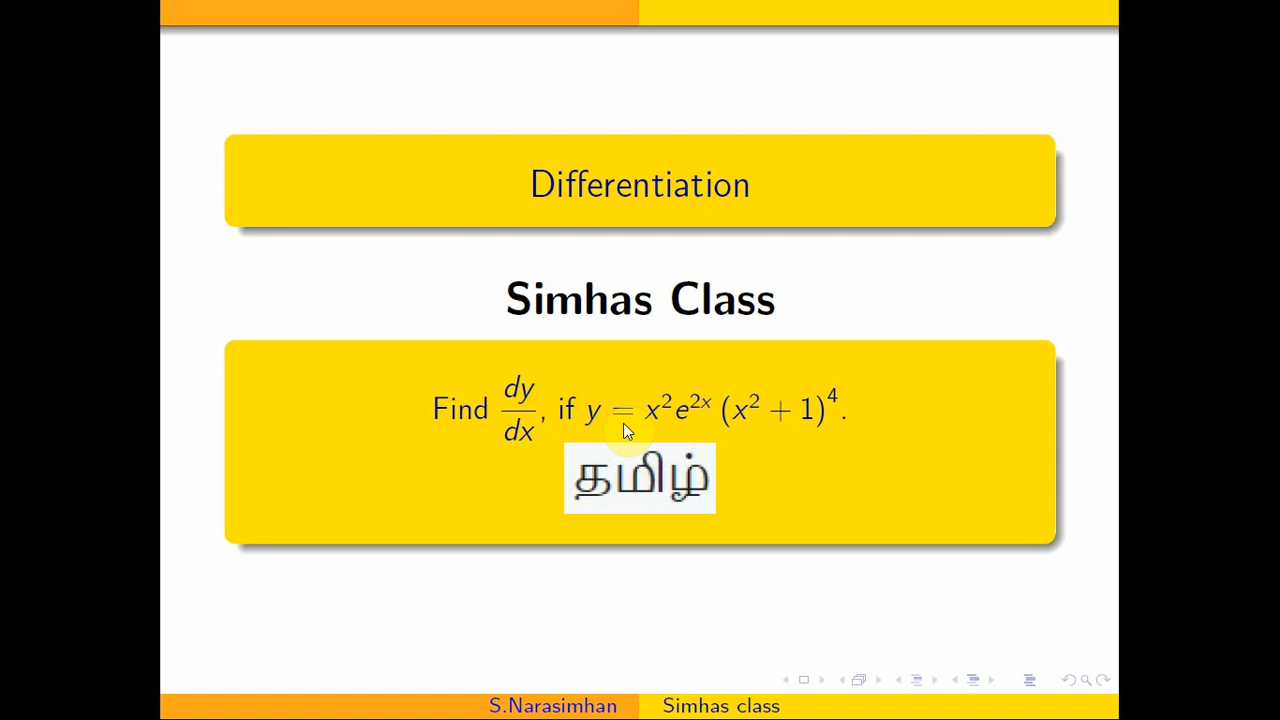 Differentiation
Simhas Class
Find dy/dx, if y = x²e²ˣ (x² + 1)⁴.
தமிழ்
S.Narasimhan Simhas class